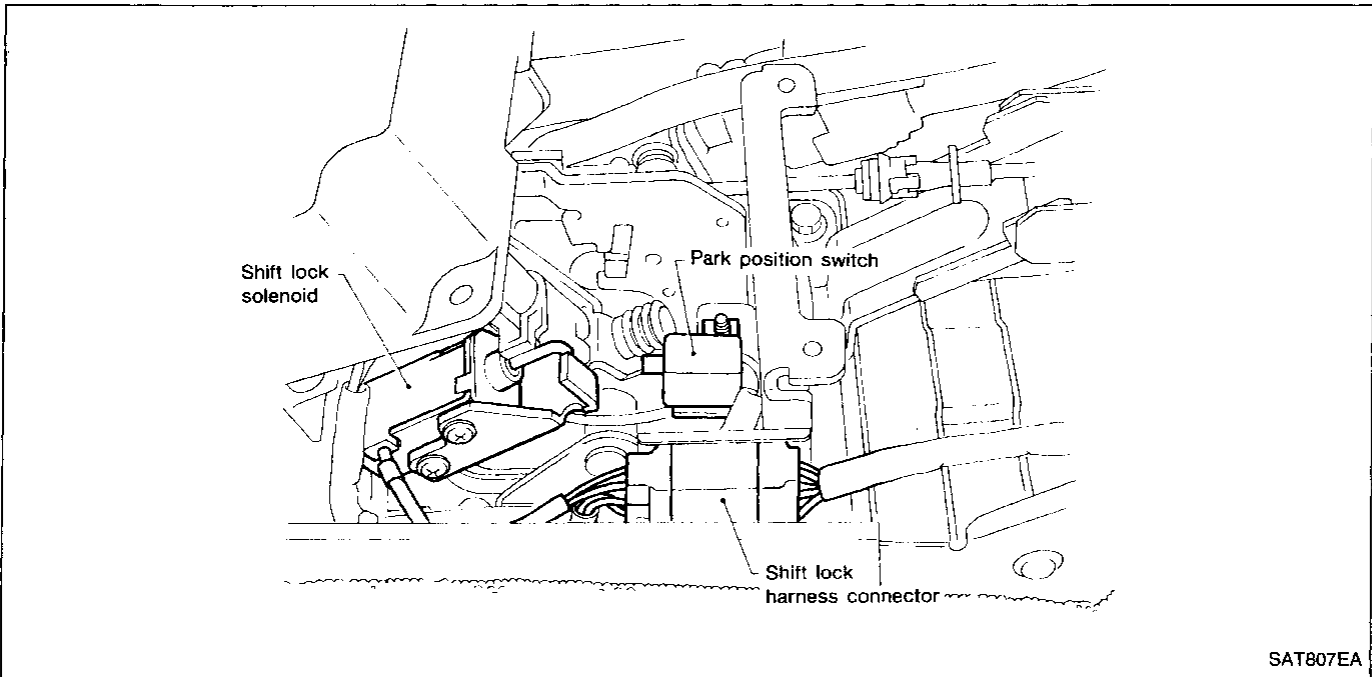 Shift lock
solenoid
Park position switch
Shift lock
harness connector
SAT807EA